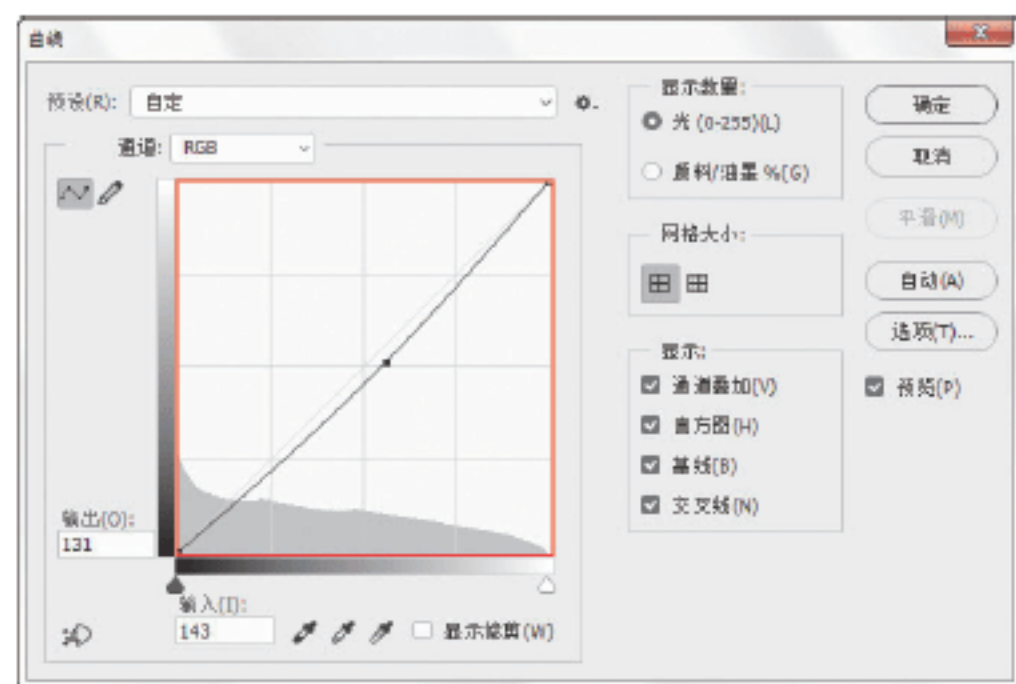 曲线
预设(R): 自定
通道: RGB
输出(O):
131
输入(I):
143
显示修剪(W)
显示数量:
光 (0-255)(L)
颜料/油墨 %(G)
网格大小:
显示:
通道叠加(V)
直方图(H)
基线(B)
交叉线(N)
确定
取消
平滑(M)
自动(A)
选项(T)...
预览(P)